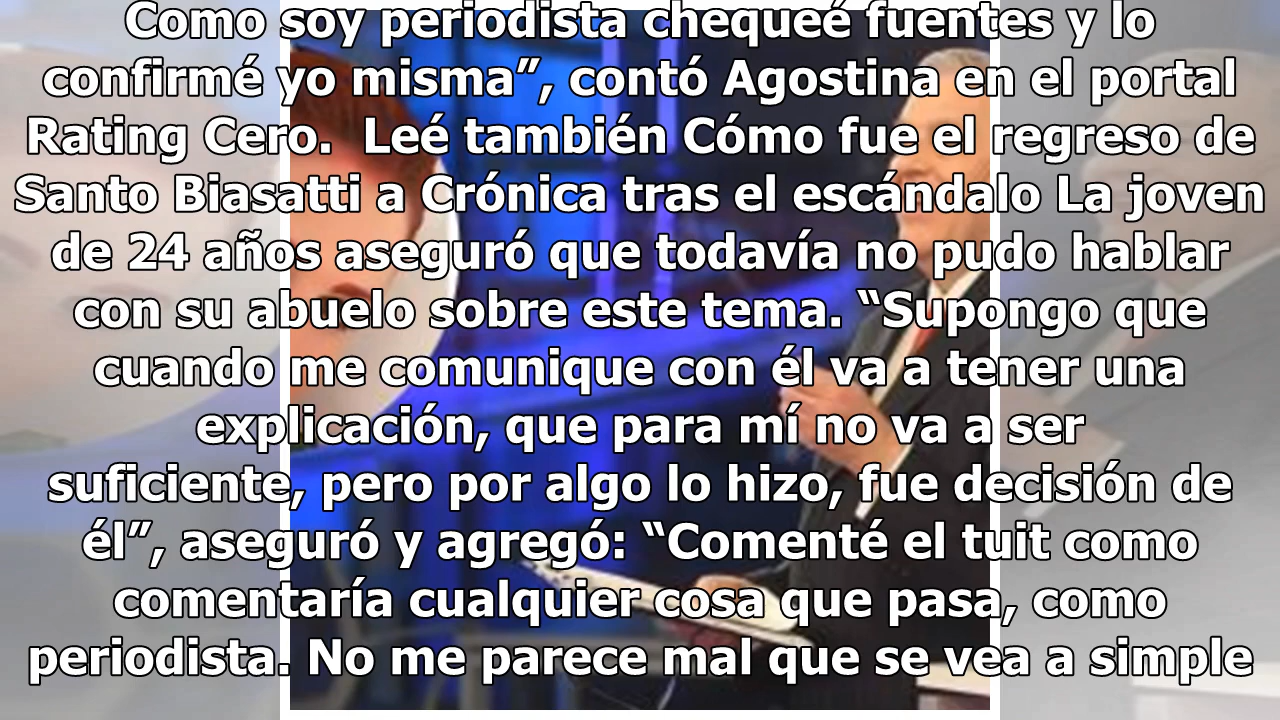 Como soy periodista chequeé fuentes y lo
confirmé yo misma”, contó Agostina en el portal
Rating Cero.  Leé también Cómo fue el regreso de
Santo Biasatti a Crónica tras el escándalo La joven
de 24 años aseguró que todavía no pudo hablar
con su abuelo sobre este tema. “Supongo que
cuando me comunique con él va a tener una
explicación, que para mí no va a ser
suficiente, pero por algo lo hizo, fue decisión de
él”, aseguró y agregó: “Comenté el tuit como
comentaría cualquier cosa que pasa, como
periodista. No me parece mal que se vea a simple